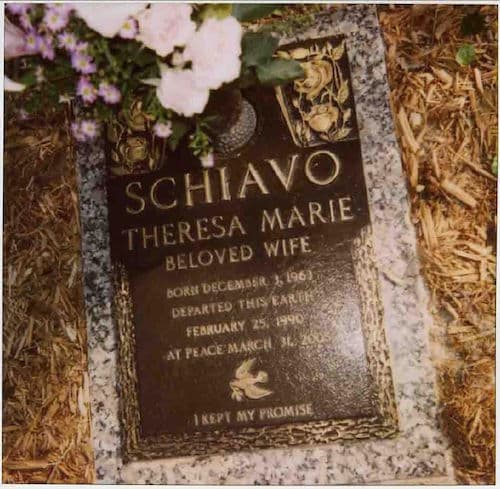 SCHIAVO
THERESA MARIE
BELOVED WIFE
BORN DECEMBER 3, 1963
DEPARTED THIS EARTH
FEBRUARY 25, 1990
AT PEACE MARCH 31,
I KEPT MY PROMISE